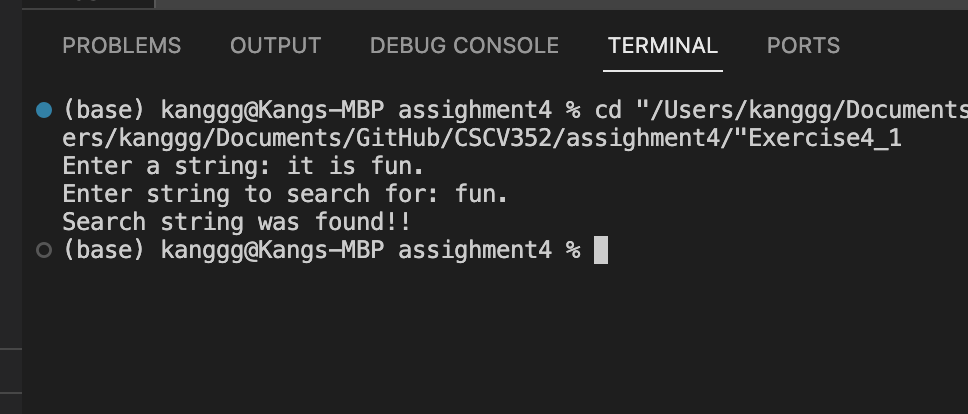 PROBLEMS OUTPUT DEBUG CONSOLE TERMINAL PORTS
(base) kanggg@Kangs-MBP assighment4 % cd "/Users/kanggg/Documents
ers/kanggg/Documents/GitHub/CSCV352/assighment4/"Exercise4_1
Enter a string: it is fun.
Enter string to search for: fun.
Search string was found!!
(base) kanggg@Kangs-MBP assighment4 %